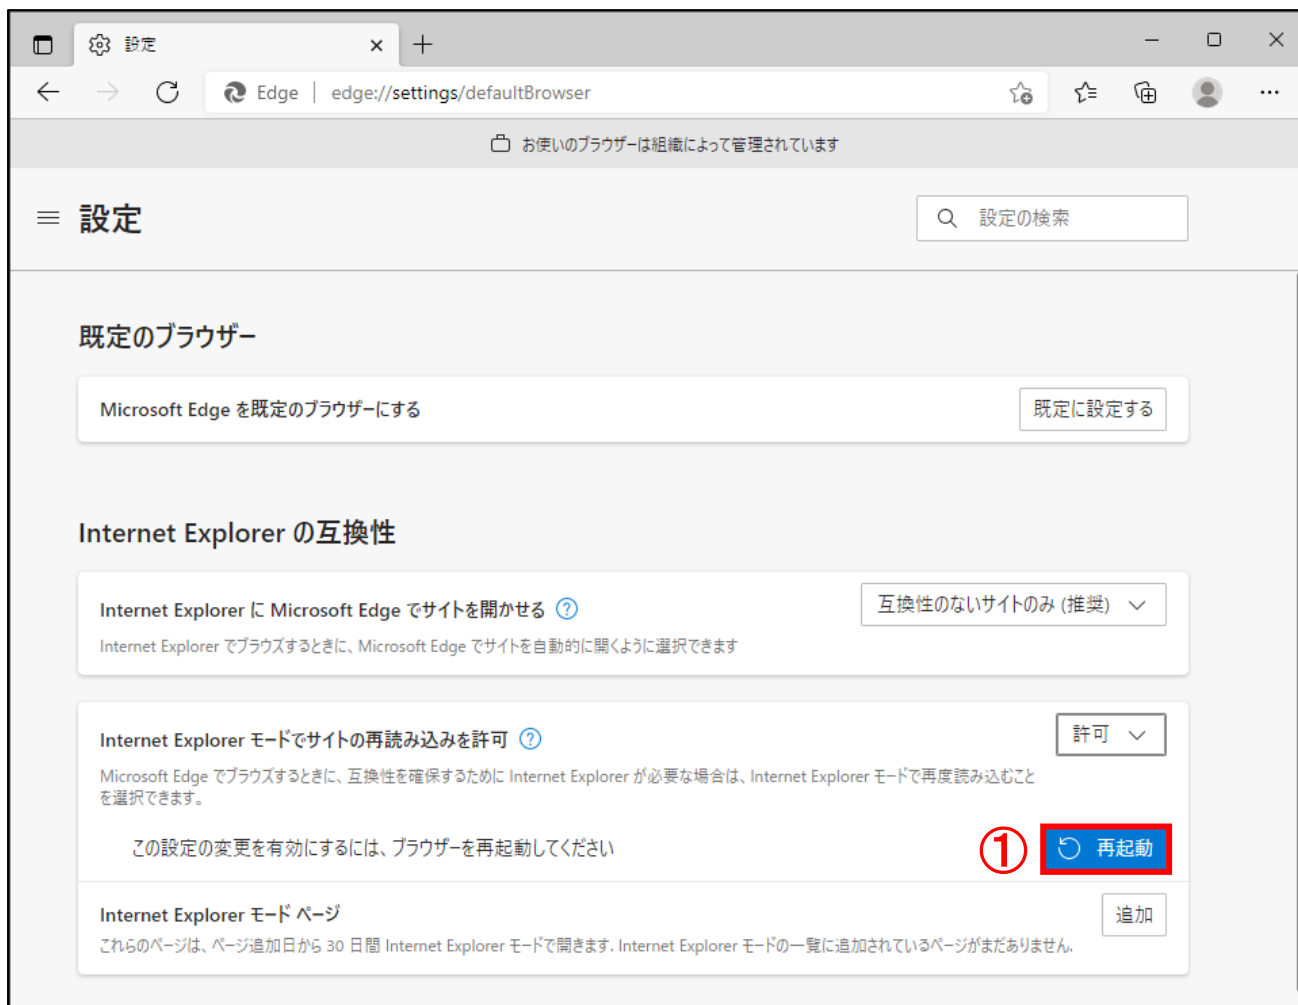 設定
Edge | edge://settings/defaultBrowser
お使いのブラウザーは組織によって管理されています
設定
設定の検索
既定のブラウザー
Microsoft Edge を既定のブラウザーにする
既定に設定する
Internet Explorer の互換性
Internet Explorer に Microsoft Edge でサイトを開かせる
互換性のないサイトのみ (推奨)
Internet Explorer でブラウズするときに、Microsoft Edge でサイトを自動的に開くように選択できます
Internet Explorer モードでサイトの再読み込みを許可
許可
Microsoft Edge でブラウズするときに、互換性を確保するために Internet Explorer が必要な場合は、Internet Explorer モードで再度読み込むこと
を選択できます。
この設定の変更を有効にするには、ブラウザーを再起動してください
① 再起動
Internet Explorer モード ページ
追加
これらのページは、ページ追加日から 30 日間 Internet Explorer モードで開きます. Internet Explorer モードの一覧に追加されているページがまだありません.